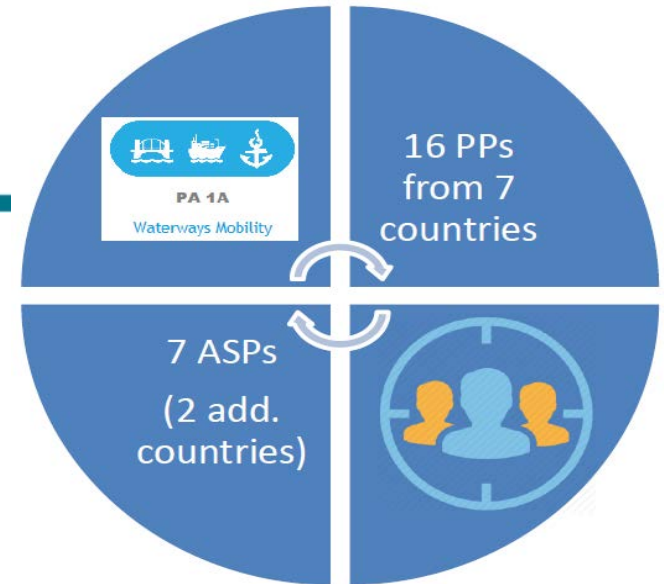 PA 1A
Waterways Mobility
16 PPs
from 7
countries
7 ASPs
(2 add.
countries)